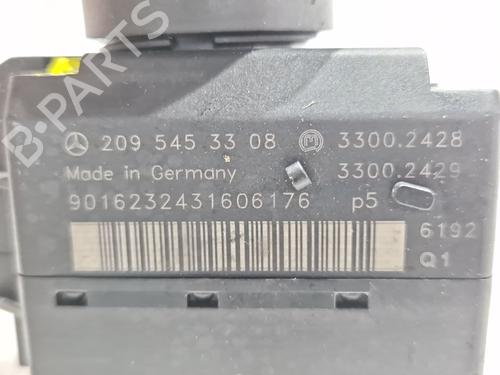 B-PARTS
209 545 33 08 3300.2428
Made in Germany 3300.2429
9016232431606176 p5
6192
Q1